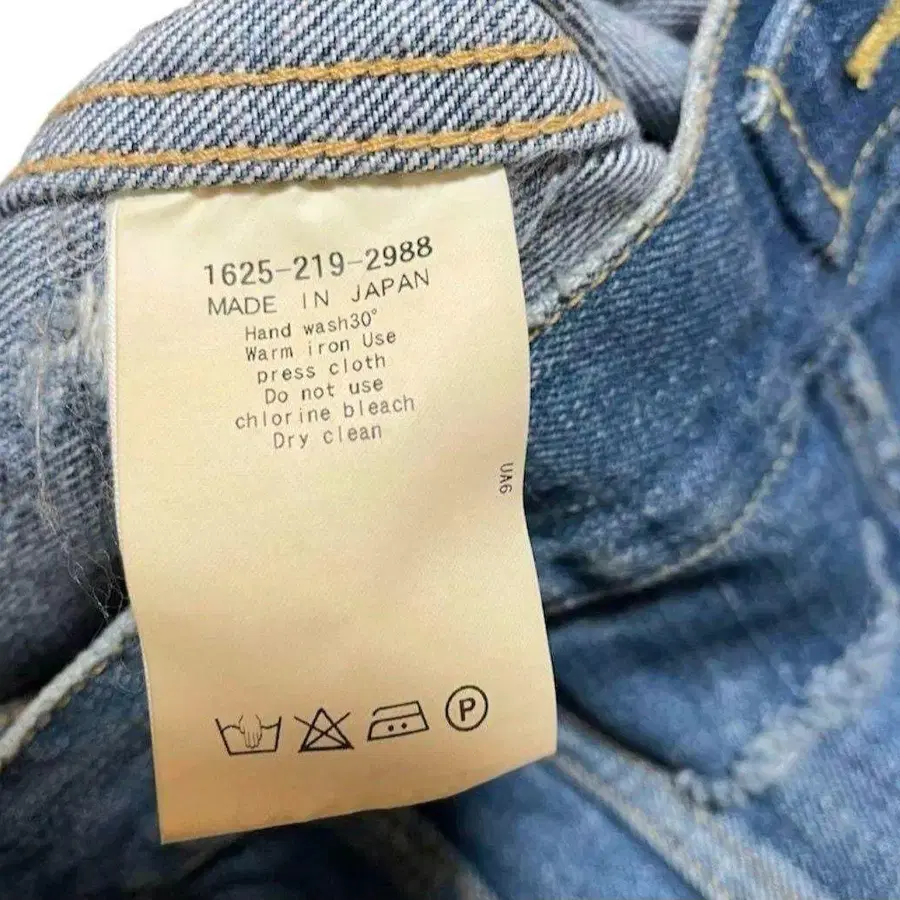 1625-219-2988
MADE IN JAPAN
Hand wash30°
Warm iron Use
press cloth
Do not use
chlorine bleach
Dry clean
UA6
P